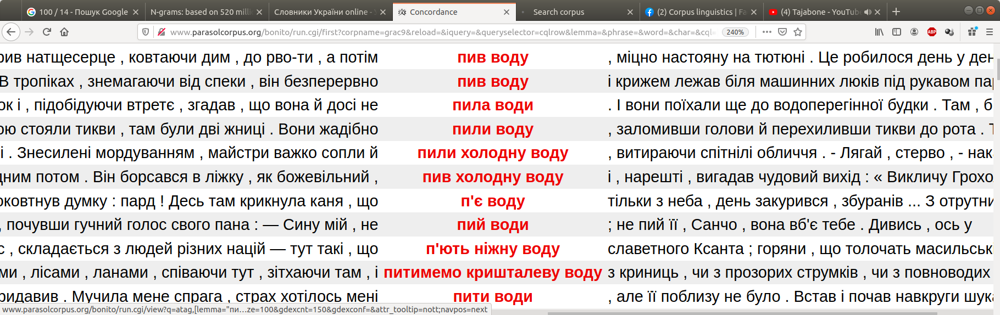 100 / 14 - Пошук Google
N-grams: based on 520 milli
Словники України online -
Concordance
Search corpus
(2) Corpus linguistics | Fa
(4) Tajabone - YouTube
www.parasolcorpus.org/bonito/run.cgi/first?corpname=grac9&reload=&iquery=&queryselector=cqlrow&lemma=&phrase=&word=&char=&cql= 240%
ABP
рив натщесерце , ковтаючи дим , до рво-ти , а потім пив воду , міцно настояну на тютюні . Це робилося день у ден
В тропіках , знемагаючи від спеки , він безперервно пив воду і крижем лежав біля машинних люків під рукавом пар
ок і , підобідуючи втретє , згадав , що вона й досі не пила води . І вони поїхали ще до водоперегінної будки . Там , б
ою стояли тикви , там були дві жниці . Вони жадібно пили воду , заломивши голови й перехиливши тикви до рота . Т
і . Знесилені мордуванням , майстри важко сопли й пили холодну воду , витираючи спітнілі обличчя . - Лягай , стерво , - нака
дним потом . Він борсався в ліжку , як божевільний , пив холодну воду і , нарешті , вигадав чудовий вихід : « Викличу Грохо
оковтнув думку : пард ! Десь там крикнула каня , що п'є воду тільки з неба , день закурився , збуранів ... З отрутни
, почувши гучний голос свого пана : — Сину мій , не пий води ; не пий її , Санчо , вона вб'є тебе . Дивись , ось у
с , складається з людей різних націй — тут такі , що п'ють ніжну воду славетного Ксанта ; горяни , що толочать масильськ
ми , лісами , ланами , співаючи тут , зітхаючи там , і питимемо кришталеву воду з криниць , чи з прозорих струмків , чи з повноводих
ридавив . Мучила мене спрага , страх хотілось мені пити води , але її поблизу не було . Встав і почав навкруги шука
www.parasolcorpus.org/bonito/run.cgi/view?q=atag,[lemma="пи…ze=100&gdexcnt=150&gdexconf=&attr_tooltip=nott;navpos=next